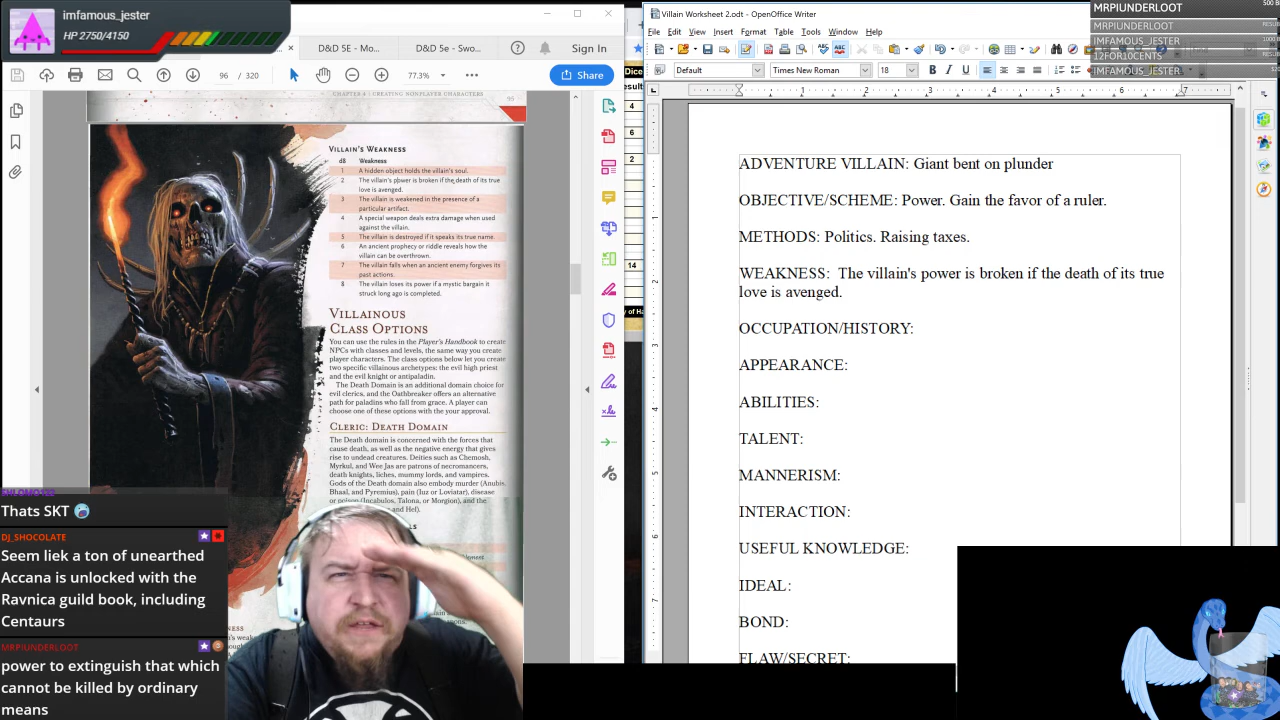 imfamous_jester
HP 2750/4150
D&D 5E - Mo...
D&D 5e - Swo...
Sign In
96 / 320
77.3%
Share
CHAPTER 4 | CREATING NONPLAYER CHARACTERS
VILLAIN'S WEAKNESS
d8 Weakness
1 A hidden object holds the villain's soul.
2 The villain's power is broken if the death of its true
love is avenged.
3 The villain is weakened in the presence of a
particular artifact.
4 A special weapon deals extra damage when used
against the villain.
5 The villain is destroyed if it speaks its true name.
6 An ancient prophecy or riddle reveals how the
villain can be overthrown.
7 The villain falls when an ancient enemy forgives its
past actions.
8 The villain loses its power if a mystic bargain it
struck long ago is completed.
VILLAINOUS
CLASS OPTIONS
You can use the rules in the Player's Handbook to create
NPCs with classes and levels, the same way you create
player characters. The class options below let you create
two specific villainous archetypes: the evil high priest
and the evil knight or antipaladin.
The Death Domain is an additional domain choice for
evil clerics, and the Oathbreaker offers an alternative
path for paladins who fall from grace. A player can
choose one of these options with your approval.
CLERIC: DEATH DOMAIN
The Death domain is concerned with the forces that
cause death, as well as the negative energy that gives
rise to undead creatures. Deities such as Chemosh,
Myrkul, and Wee Jas are patrons of necromancers,
death knights, liches, mummy lords, and vampires.
Gods of the Death domain also embody murder (Anubis,
Bhaal, and Pyremius), pain (Iuz or Loviatar), disease
or poison (Incabulos, Talona, or Morgion), and the
and Hel).
Thats SKT
DJ_SHOCOLATE
Seem liek a ton of unearthed
Accana is unlocked with the
Ravnica guild book, including
Centaurs
MRPIUNDERLOOT
power to extinguish that which
cannot be killed by ordinary
means
Villain Worksheet 2.odt - OpenOffice Writer
File Edit View Insert Format Table Tools Window Help
Default Times New Roman 18
MRPIUNDERLOOT
MRPIUNDERLOOT
IMFAMOUS_JESTER
12FOR10CENTS
IMFAMOUS_JESTER
1 2 3 4 5 6 7
ADVENTURE VILLAIN: Giant bent on plunder
OBJECTIVE/SCHEME: Power. Gain the favor of a ruler.
METHODS: Politics. Raising taxes.
WEAKNESS: The villain's power is broken if the death of its true
love is avenged.
OCCUPATION/HISTORY:
APPEARANCE:
ABILITIES:
TALENT:
MANNERISM:
INTERACTION:
USEFUL KNOWLEDGE:
IDEAL:
BOND:
FLAW/SECRET: